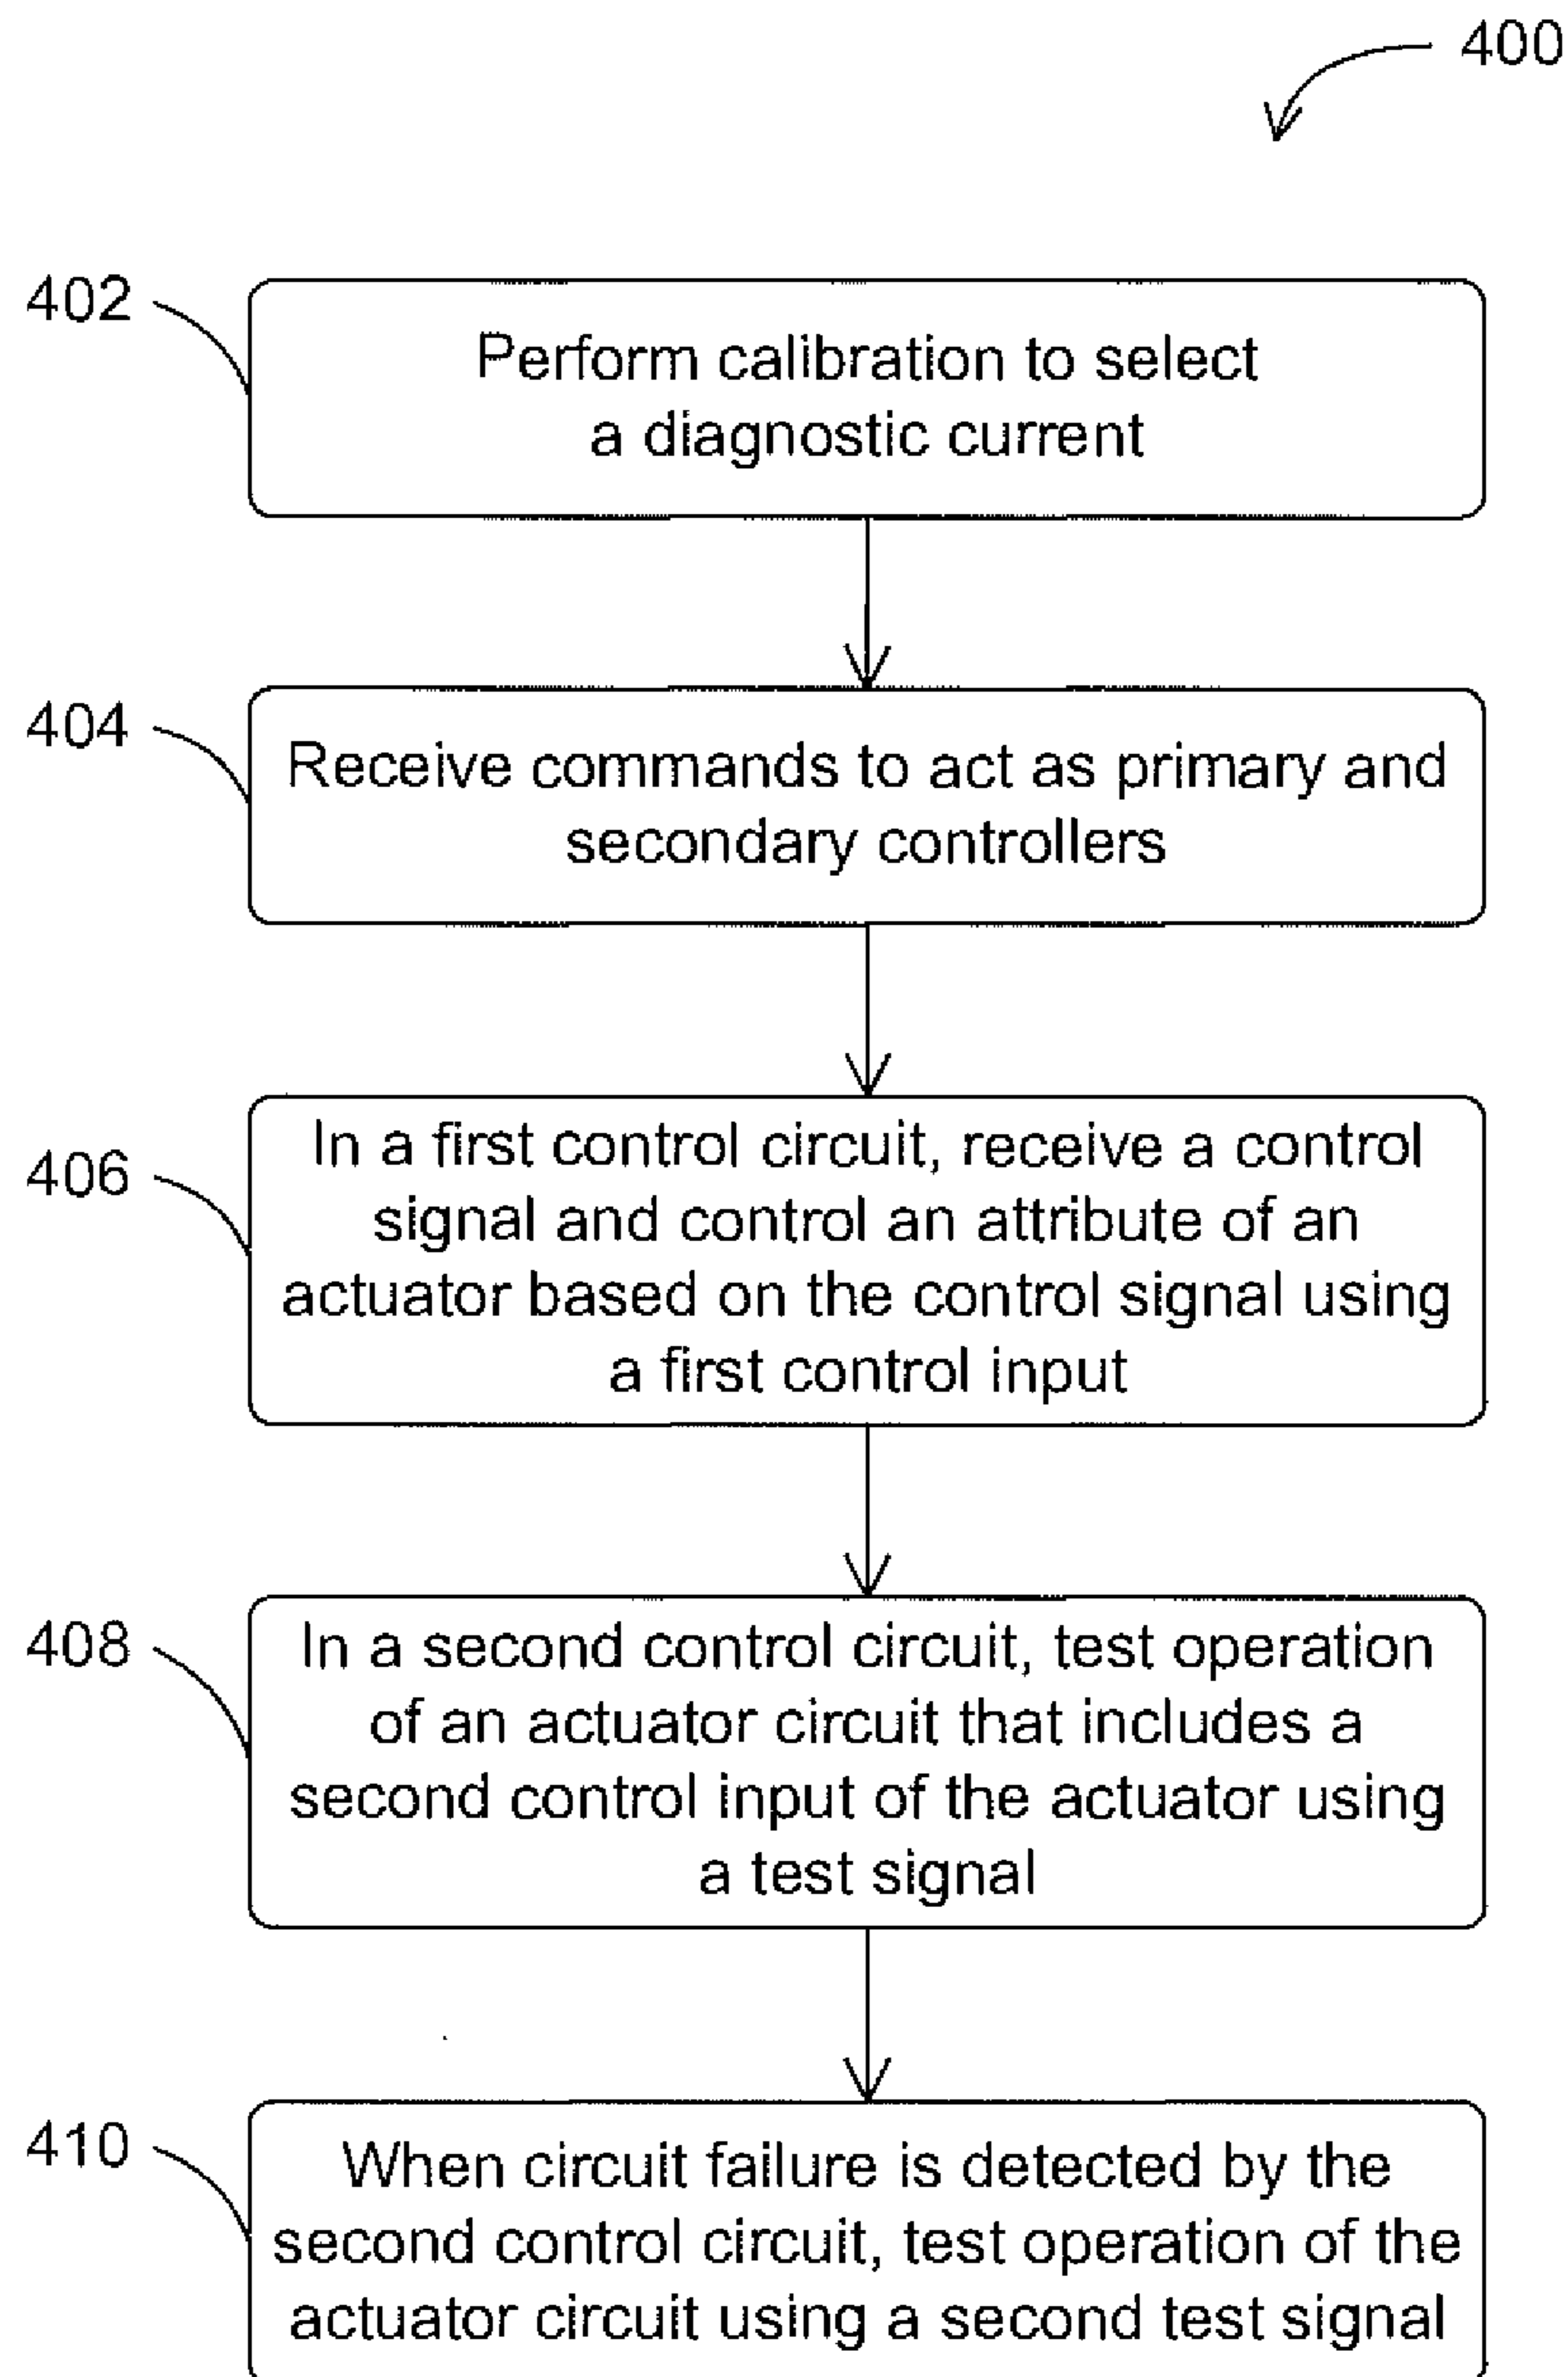 400
402
Perform calibration to select
a diagnostic current
404
Receive commands to act as primary and
secondary controllers
406
In a first control circuit, receive a control
signal and control an attribute of an
actuator based on the control signal using
a first control input
408
In a second control circuit, test operation
of an actuator circuit that includes a
second control input of the actuator using
a test signal
410
When circuit failure is detected by the
second control circuit, test operation of the
actuator circuit using a second test signal